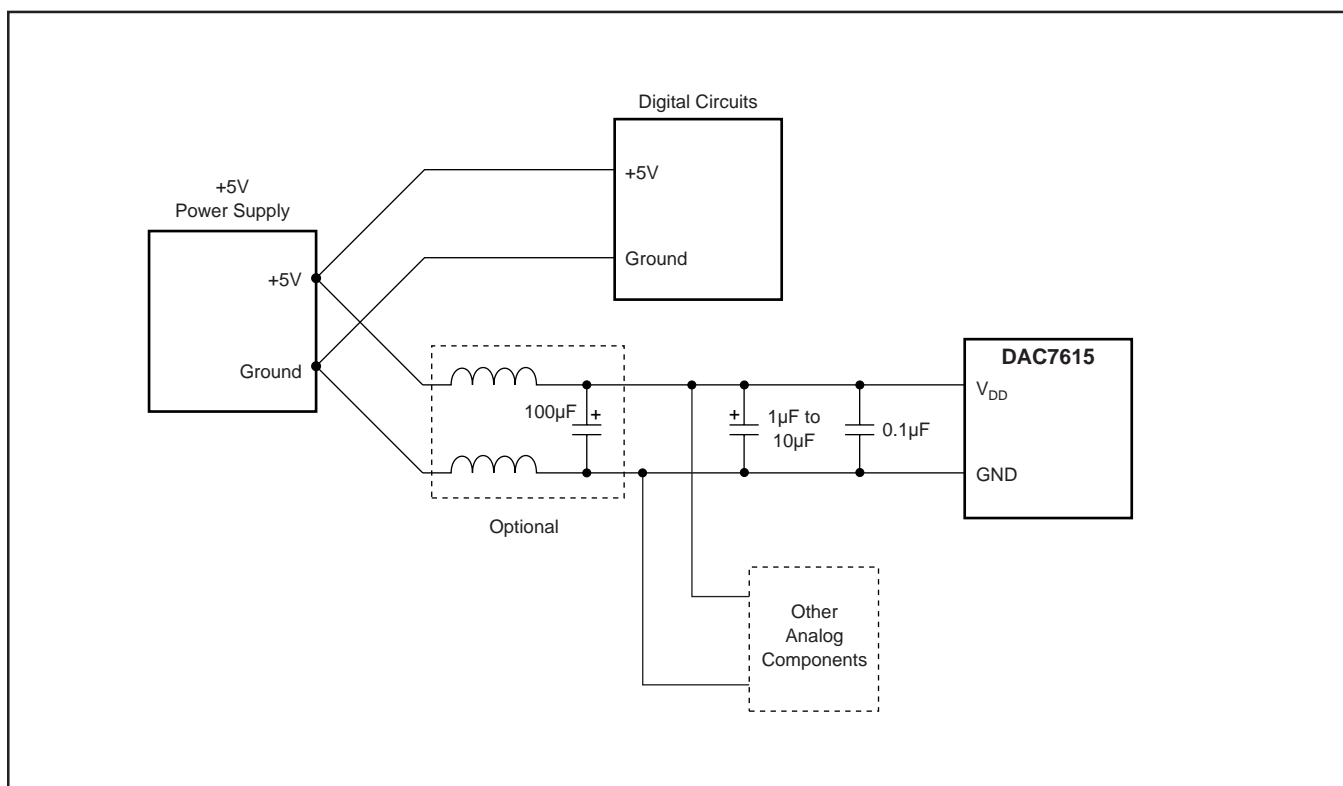 Digital Circuits
+5V
Ground
+5V
Power Supply
+5V
Ground
100µF
+
Optional
+
1µF to
10µF
0.1µF
DAC7615
VDD
GND
Other
Analog
Components